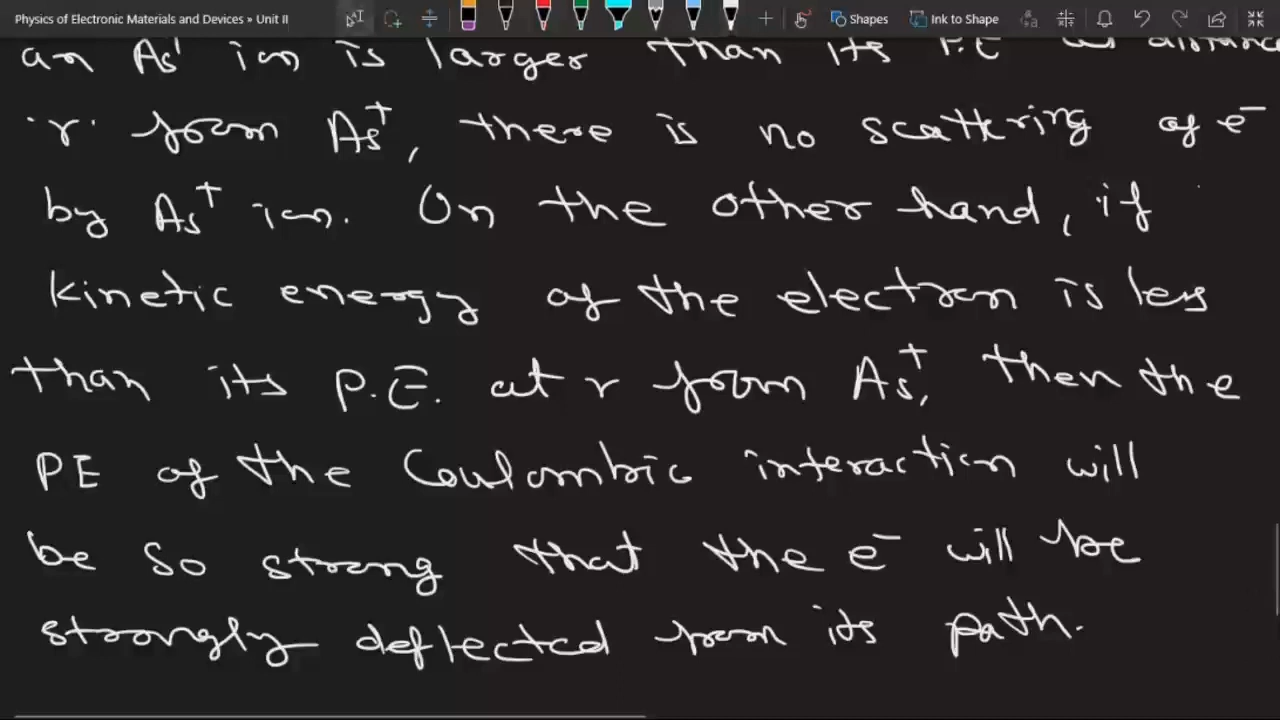 Physics of Electronic Materials and Devices » Unit II
Shapes
Ink to Shape
an As+ ion is larger than its P.E at distance
'r' from As+, there is no scattering of e-
by As+ ion. On the other hand, if
kinetic energy of the electron is less
than its P.E. at r from As+, then the
PE of the Coulombic interaction will
be so strong that the e- will be
strongly deflected from its path.